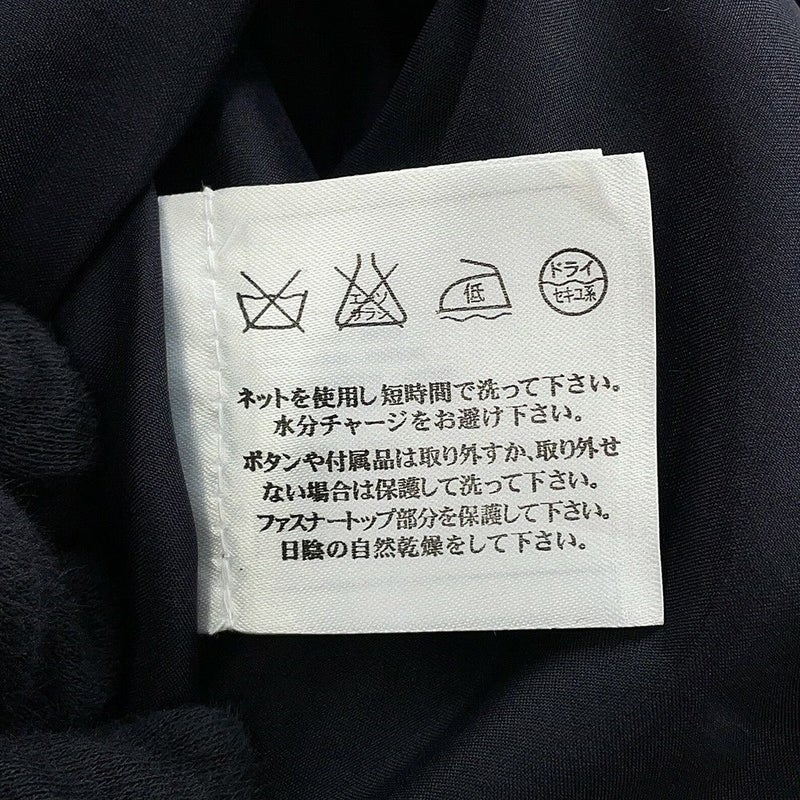 エンソ
サラシ
低
ドライ
セキユ系
ネットを使用し短時間で洗って下さい。
水分チャージをお避け下さい。
ボタンや付属品は取り外すか、取り外せ
ない場合は保護して洗って下さい。
ファスナートップ部分を保護して下さい。
日陰の自然乾燥をして下さい。